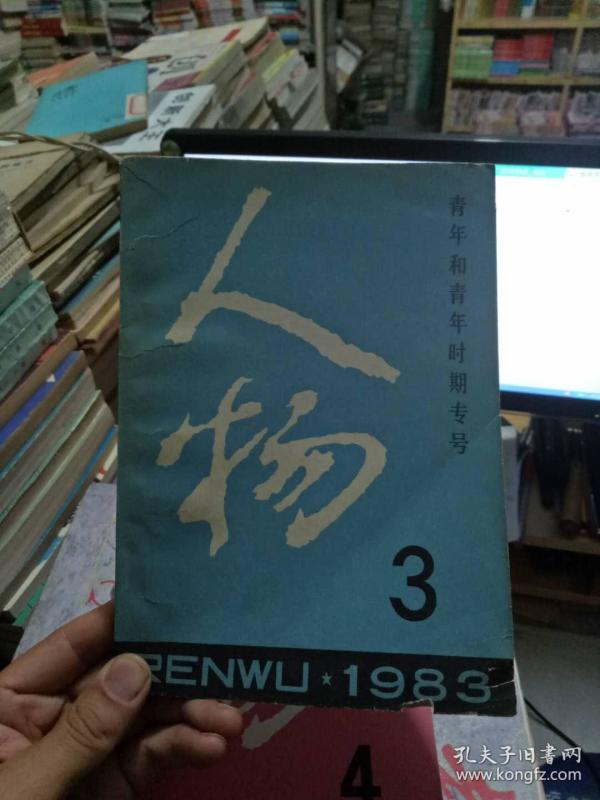 人物
青年和青年时期专号
3
RENWU★1983
4
孔夫子旧书网
www.kongfz.com